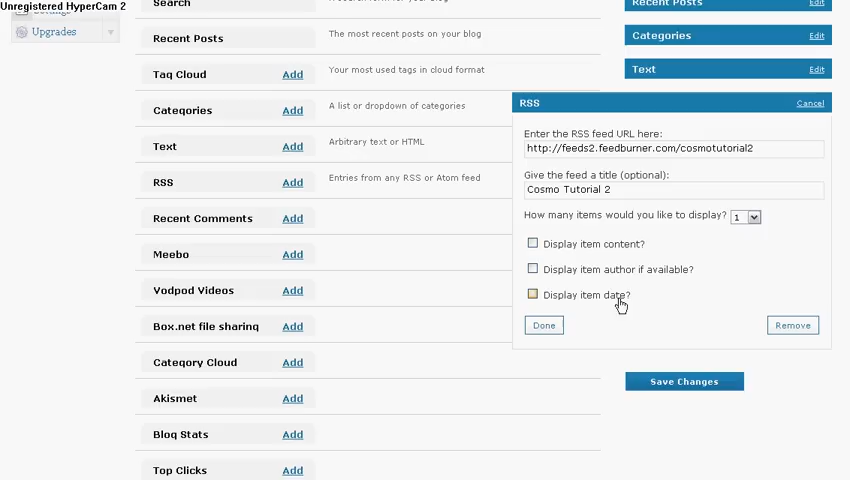 Unregistered HyperCam 2
Settings
Upgrades
Search
A search form for your blog
Recent Posts
The most recent posts on your blog
Tag Cloud
Add
Your most used tags in cloud format
Categories
Add
A list or dropdown of categories
Text
Add
Arbitrary text or HTML
RSS
Add
Entries from any RSS or Atom feed
Recent Comments
Add
Meebo
Add
Vodpod Videos
Add
Box.net file sharing
Add
Category Cloud
Add
Akismet
Add
Blog Stats
Add
Top Clicks
Add
Recent Posts
Edit
Categories
Edit
Text
Edit
RSS
Cancel
Enter the RSS feed URL here:
http://feeds2.feedburner.com/cosmotutorial2
Give the feed a title (optional):
Cosmo Tutorial 2
How many items would you like to display? 1
Display item content?
Display item author if available?
Display item date?
Done
Remove
Save Changes